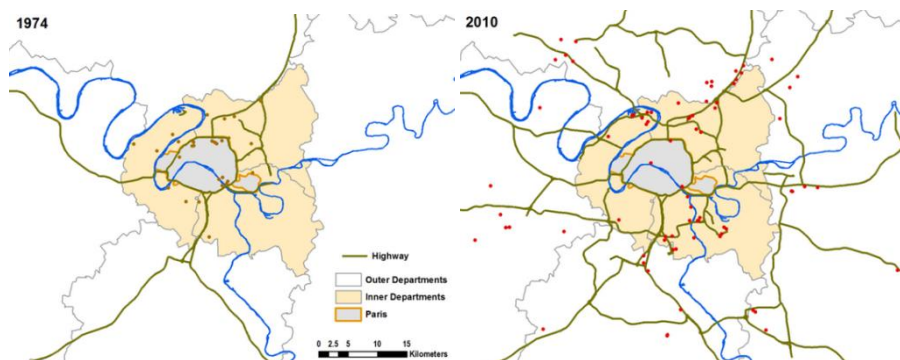 1974
2010
Highway
Outer Departments
Inner Departments
Paris
0 2.5 5 10 15
Kilometers